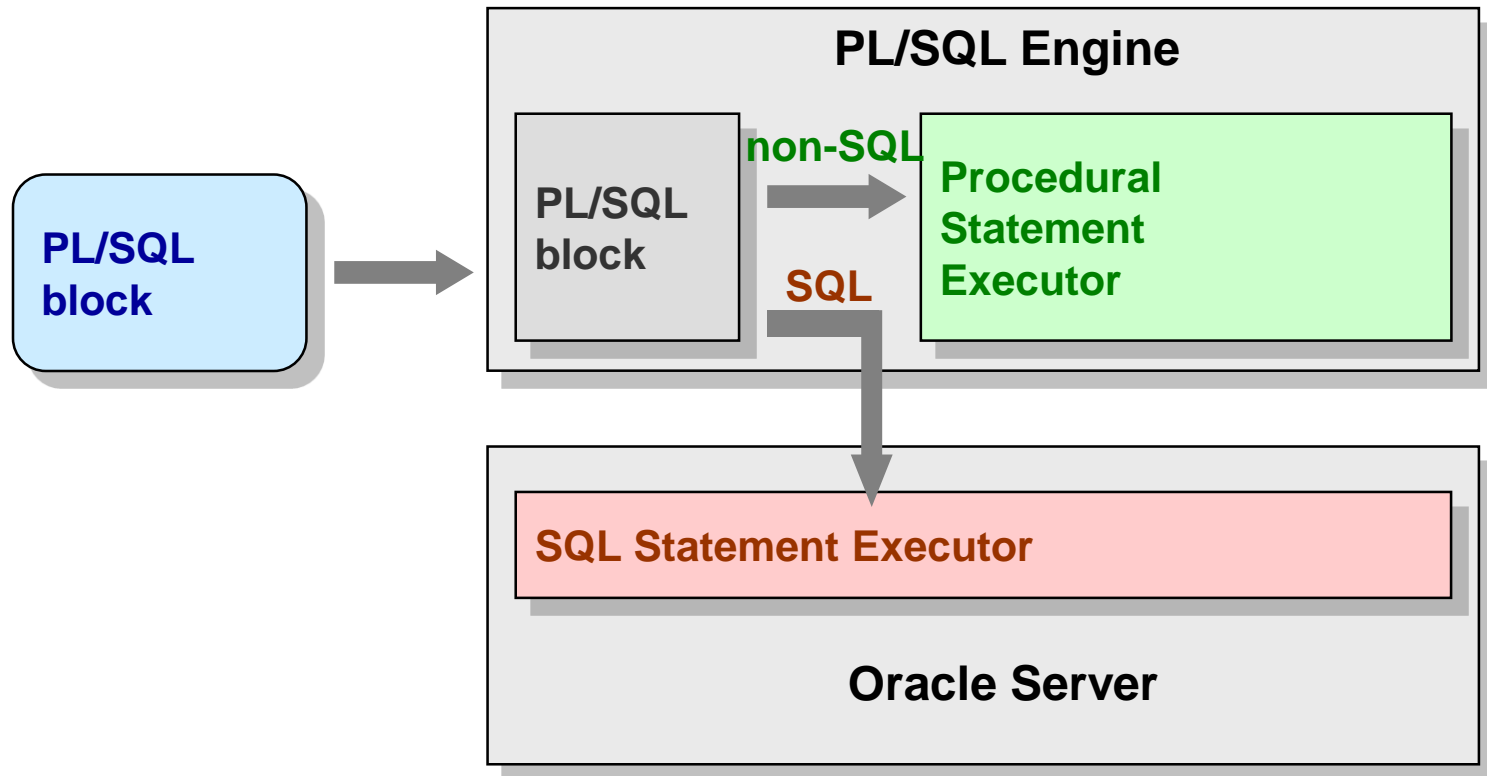 PL/SQL Engine
PL/SQL
block
PL/SQL
block
non-SQL
SQL
Procedural
Statement
Executor
SQL Statement Executor
Oracle Server